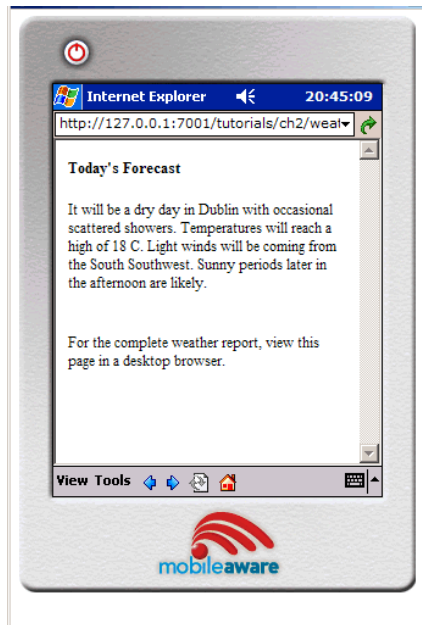 Internet Explorer 20:45:09
http://127.0.0.1:7001/tutorials/ch2/weat
Today's Forecast
It will be a dry day in Dublin with occasional
scattered showers. Temperatures will reach a
high of 18 C. Light winds will be coming from
the South Southwest. Sunny periods later in
the afternoon are likely.
For the complete weather report, view this
page in a desktop browser.
View Tools
mobileaware